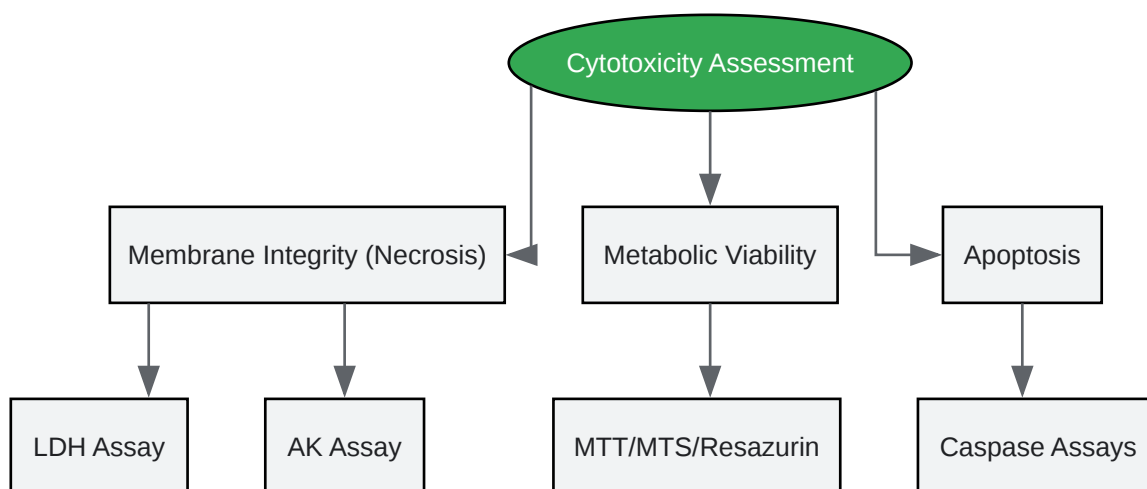 Cytotoxicity Assessment
Membrane Integrity (Necrosis)
Metabolic Viability
Apoptosis
LDH Assay
AK Assay
MTT/MTS/Resazurin
Caspase Assays